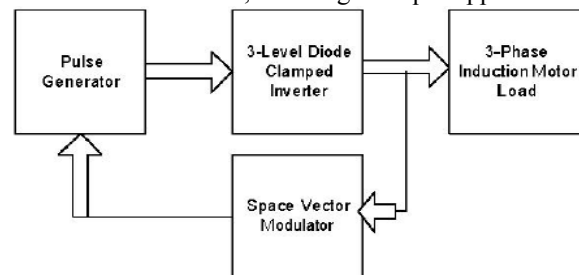 Pulse
Generator
3-Level Diode
Clamped
Inverter
3-Phase
Induction Motor
Load
Space Vector
Modulator